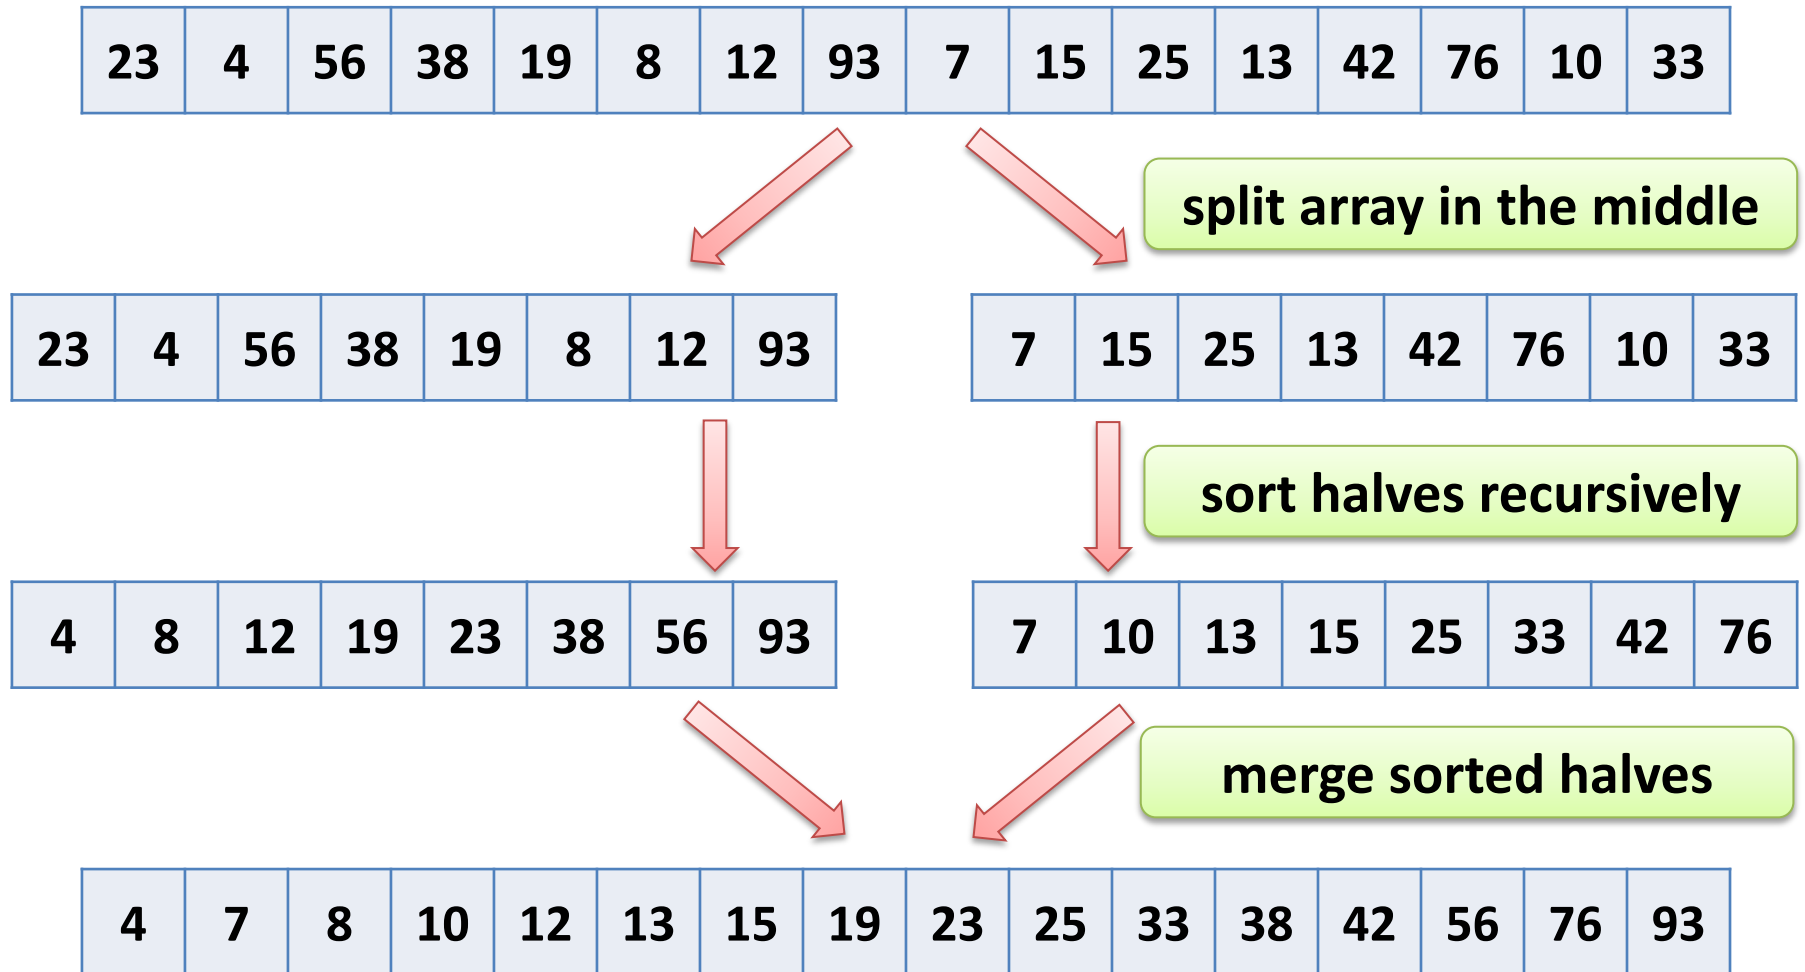 23 4 56 38 19 8 12 93 7 15 25 13 42 76 10 33
split array in the middle
23 4 56 38 19 8 12 93
7 15 25 13 42 76 10 33
sort halves recursively
4 8 12 19 23 38 56 93
7 10 13 15 25 33 42 76
merge sorted halves
4 7 8 10 12 13 15 19 23 25 33 38 42 56 76 93